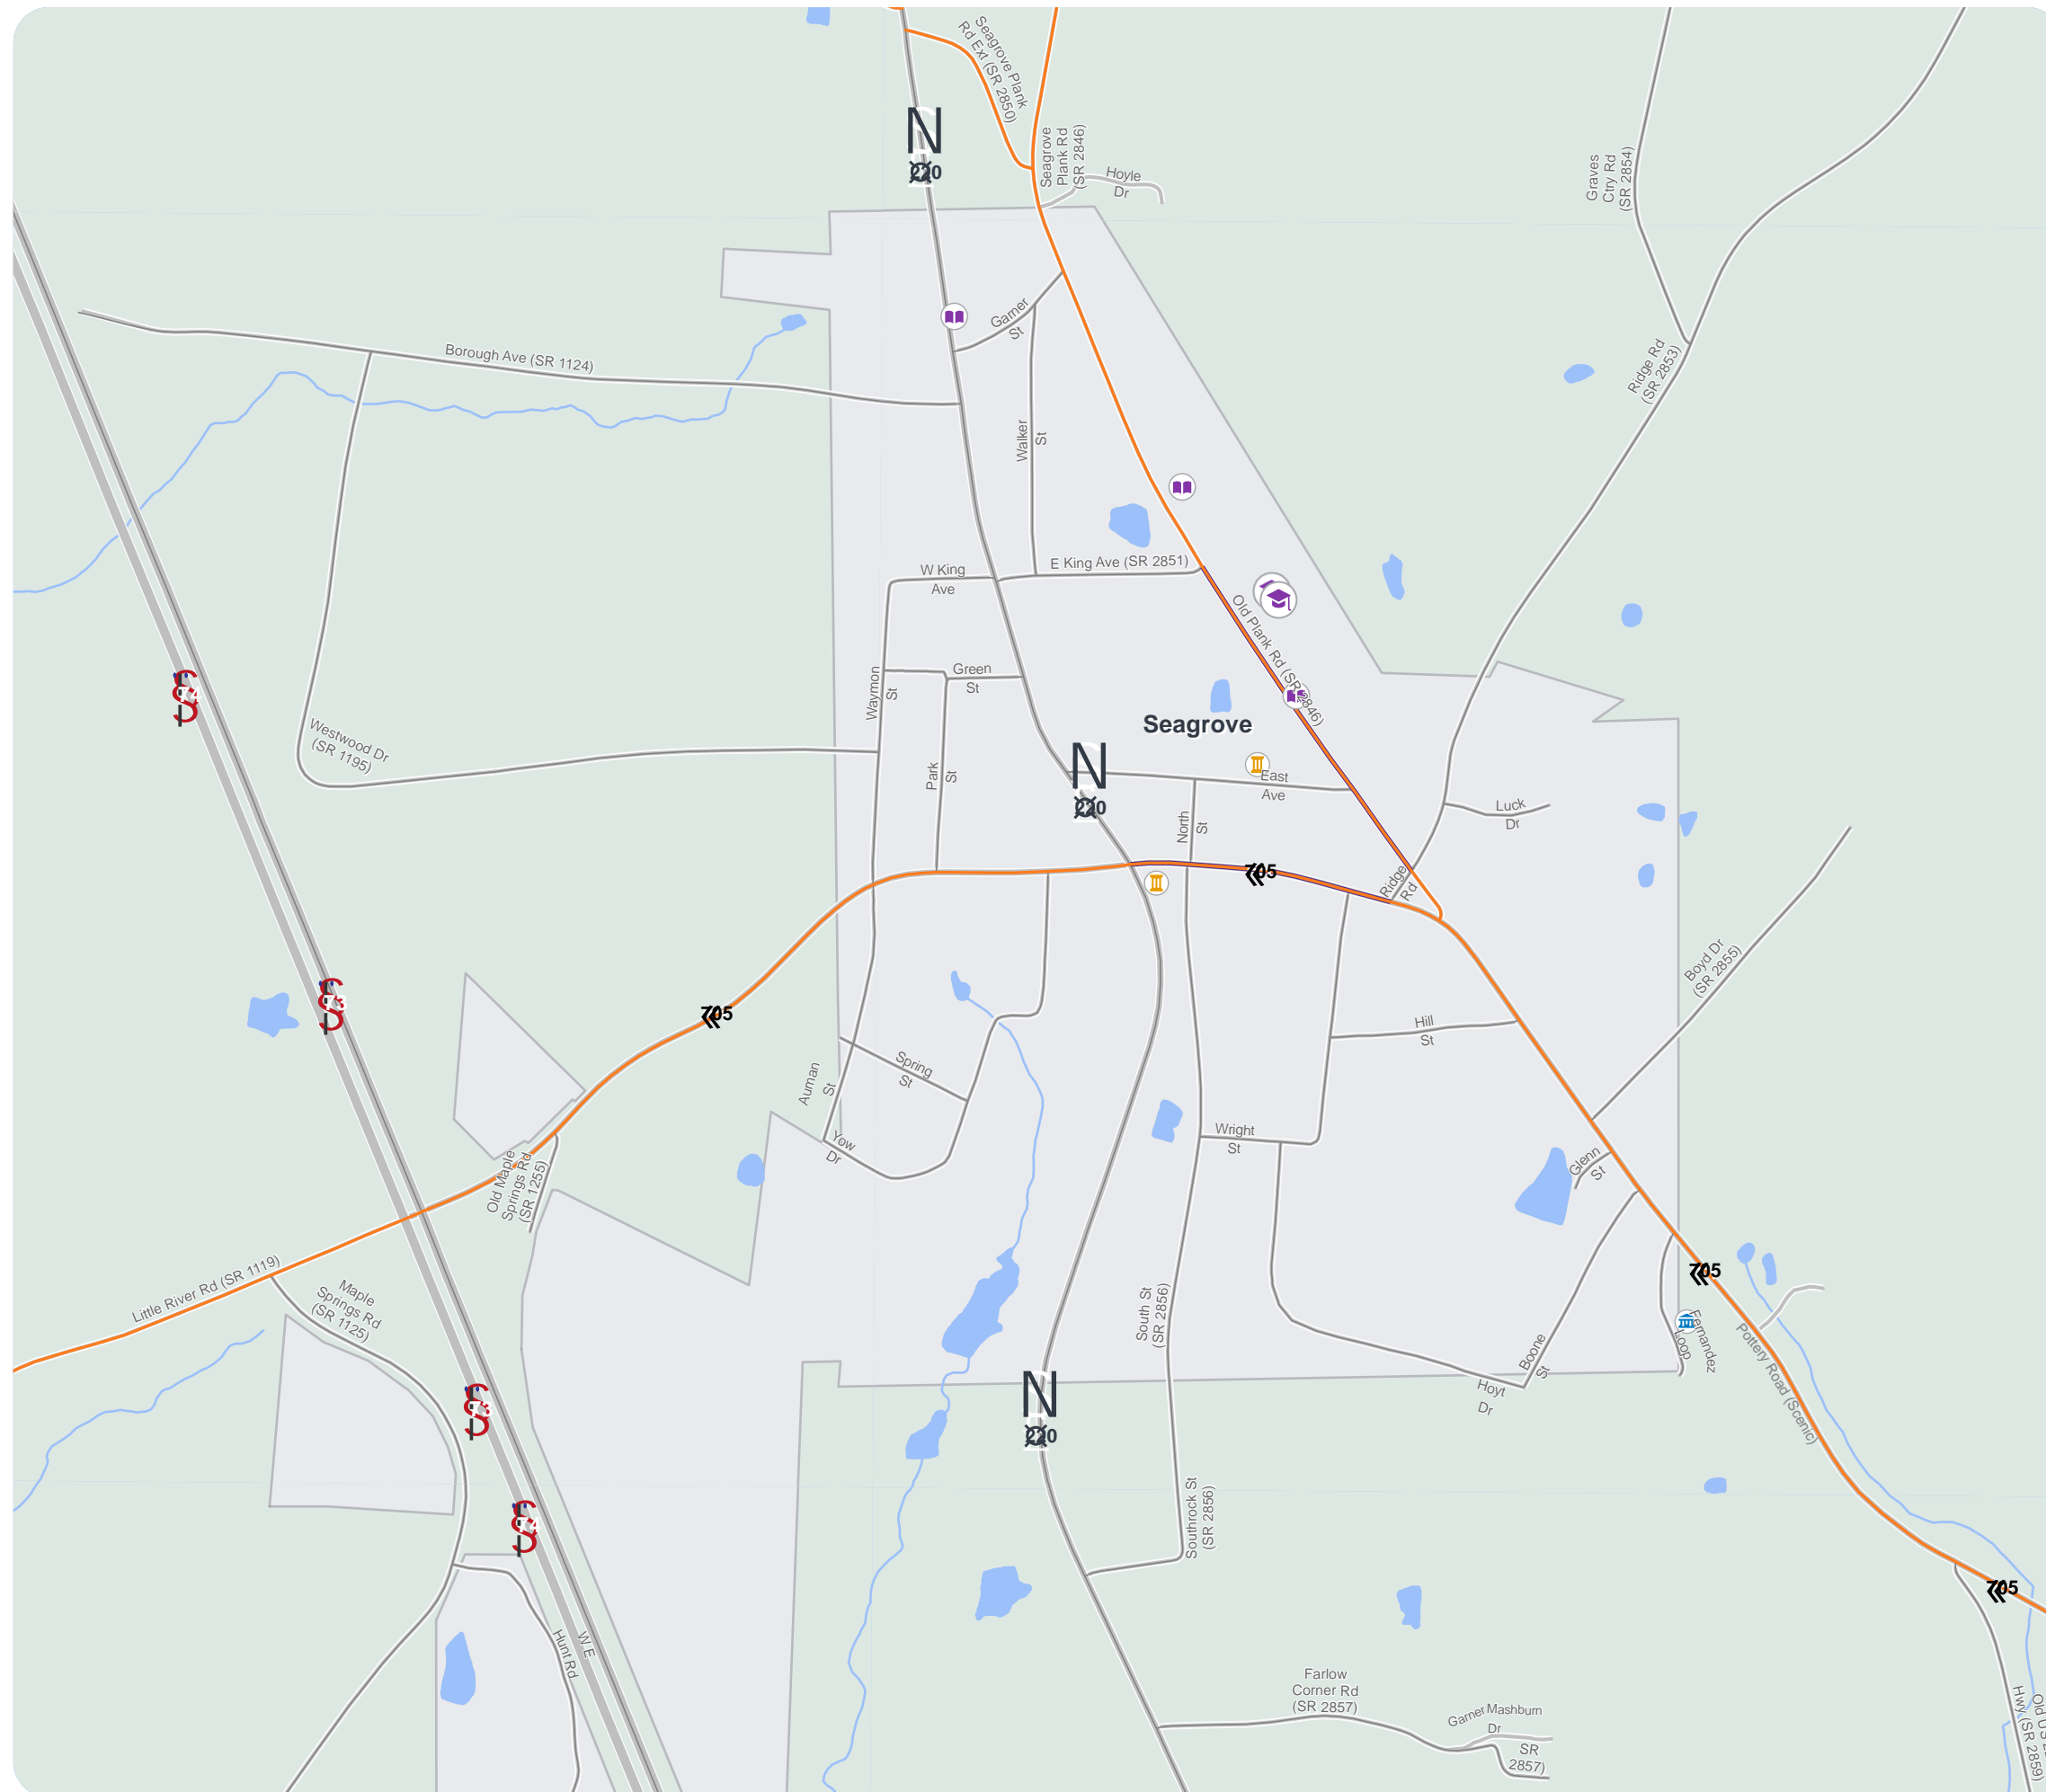 Seagrove Plank
Rd Ext (SR 2850)
Seagrove
Plank Rd
(SR 2846)
Hoyle
Dr
N
220
Graves
Ctry Rd
(SR 2854)
Ridge Rd
(SR 2853)
Garner
St
Borough Ave (SR 1124)
Walker
St
W King
Ave
E King Ave (SR 2851)
Old Plank Rd (SR 2846)
Green
St
Waymon
St
Westwood Dr
(SR 1195)
Park
St
Seagrove
N
220
East
Ave
North
St
Luck
Dr
705
Ridge
Rd
Boyd Dr
(SR 2855)
705
Hill
St
Auman
St
Spring
St
Yow
Dr
Wright
St
Glenn
St
Old Maple
Springs Rd
(SR 1255)
Little River Rd (SR 1119)
Maple
Springs Rd
(SR 1125)
South St
(SR 2856)
705
Fernandez
Loop
Pottery Road (Scenic)
Boone
St
Hoyt
Dr
N
220
Southrock St
(SR 2856)
705
Hunt Rd
W E
Farlow
Corner Rd
(SR 2857)
Garner Mashburn
Dr
SR
2857)
Hwy (SR 2859)